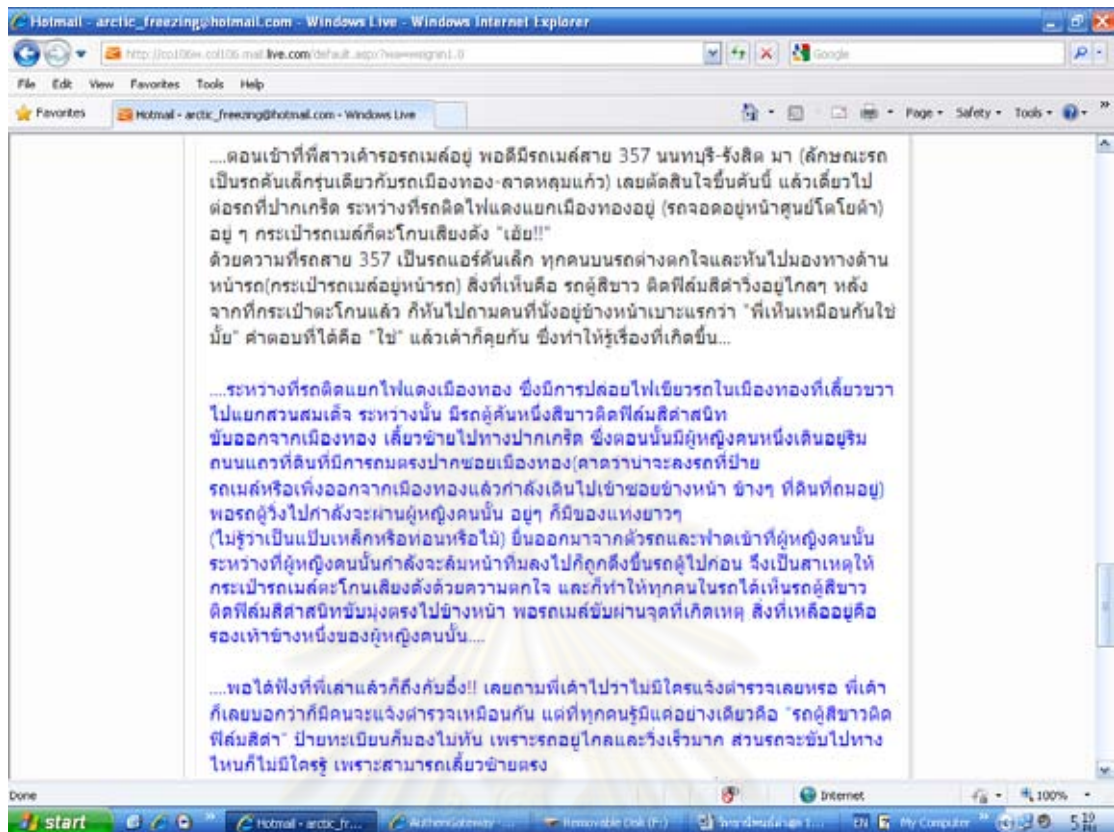 Hotmail - arctic_freezing@hotmail.com - Windows Live - Windows Internet Explorer
Google
File Edit View Favorites Tools Help
Favorites Hotmail - arctic_freezing@hotmail.com - Windows Live Page Safety Tools
....ตอนเช้าที่พี่สาวเค้ารอรถเมล์อยู่ พอดีมีรถเมล์สาย 357 นนทบุรี-รังสิต มา (ลักษณะรถ
เป็นรถคันเล็กรุ่นเดียวกับรถเมืองทอง-ลาดหลุมแก้ว) เลยตัดสินใจขึ้นคันนี้ แล้วเดี๋ยวไป
ต่อรถที่ปากเกร็ด ระหว่างที่รถติดไฟแดงแยกเมืองทองอยู่ (รถจอดอยู่หน้าศูนย์โตโยต้า)
อยู่ ๆ กระเป๋ารถเมล์ก็ตะโกนเสียงดัง "เฮ้ย!!"
ด้วยความที่รถสาย 357 เป็นรถแอร์คันเล็ก ทุกคนบนรถต่างตกใจและหันไปมองทางด้าน
หน้ารถ(กระเป๋ารถเมล์อยู่หน้ารถ) สิ่งที่เห็นคือ รถตู้สีขาว ติดฟิล์มสีดำวิ่งอยู่ไกลๆ หลัง
จากที่กระเป๋าตะโกนแล้ว ก็หันไปถามคนที่นั่งอยู่ข้างหน้าเบาะแรกว่า "พี่เห็นเหมือนกันใช่
มั้ย" คำตอบที่ได้คือ "ใช่" แล้วเค้าก็คุยกัน ซึ่งทำให้รู้เรื่องที่เกิดขึ้น...
....ระหว่างที่รถติดแยกไฟแดงเมืองทอง ซึ่งมีการปล่อยไฟเขียวรถในเมืองทองที่เลี้ยวขวา
ไปแยกสวนสมเด็จ ระหว่างนั้น มีรถตู้คันหนึ่งสีขาวติดฟิล์มสีดำสนิท
ขับออกจากเมืองทอง เลี้ยวซ้ายไปทางปากเกร็ด ซึ่งตอนนั้นมีผู้หญิงคนหนึ่งเดินอยู่ริม
ถนนแถวที่ดินที่มีการถมตรงปากซอยเมืองทอง(คาดว่าน่าจะลงรถที่ป้าย
รถเมล์หรือเพิ่งออกจากเมืองทองแล้วกำลังเดินไปเข้าซอยข้างหน้า ข้างๆ ที่ดินที่ถมอยู่)
พอรถตู้วิ่งไปกำลังจะผ่านผู้หญิงคนนั้น อยู่ๆ ก็มีของแท่งยาวๆ
(ไม่รู้ว่าเป็นแป๊บเหล็กหรือท่อนหรือไม้) ยื่นออกมาจากตัวรถและฟาดเข้าที่ผู้หญิงคนนั้น
ระหว่างที่ผู้หญิงคนนั้นกำลังจะล้มหน้าทิ่มลงไปก็ถูกดึงขึ้นรถตู้ไปก่อน จึงเป็นสาเหตุให้
กระเป๋ารถเมล์ตะโกนเสียงดังด้วยความตกใจ และก็ทำให้ทุกคนในรถได้เห็นรถตู้สีขาว
ติดฟิล์มสีดำสนิทขับมุ่งตรงไปข้างหน้า พอรถเมล์ขับผ่านจุดที่เกิดเหตุ สิ่งที่เหลืออยู่คือ
รองเท้าข้างหนึ่งของผู้หญิงคนนั้น....
....พอได้ฟังที่พี่เล่าแล้วก็ถึงกับอึ้ง!! เลยถามพี่เค้าไปว่าไม่มีใครแจ้งตำรวจเลยหรอ พี่เค้า
ก็เลยบอกว่าก็มีคนจะแจ้งตำรวจเหมือนกัน แต่ที่ทุกคนรู้มีแค่อย่างเดียวคือ "รถตู้สีขาวติด
ฟิล์มสีดำ" ป้ายทะเบียนก็มองไม่ทัน เพราะรถอยู่ไกลและวิ่งเร็วมาก ส่วนรถจะขับไปทาง
ไหนก็ไม่มีใครรู้ เพราะสามารถเลี้ยวซ้ายตรง
Done Internet 100%
start Hotmail - arctic_fr... Removable Disk (F:) EN My Computer